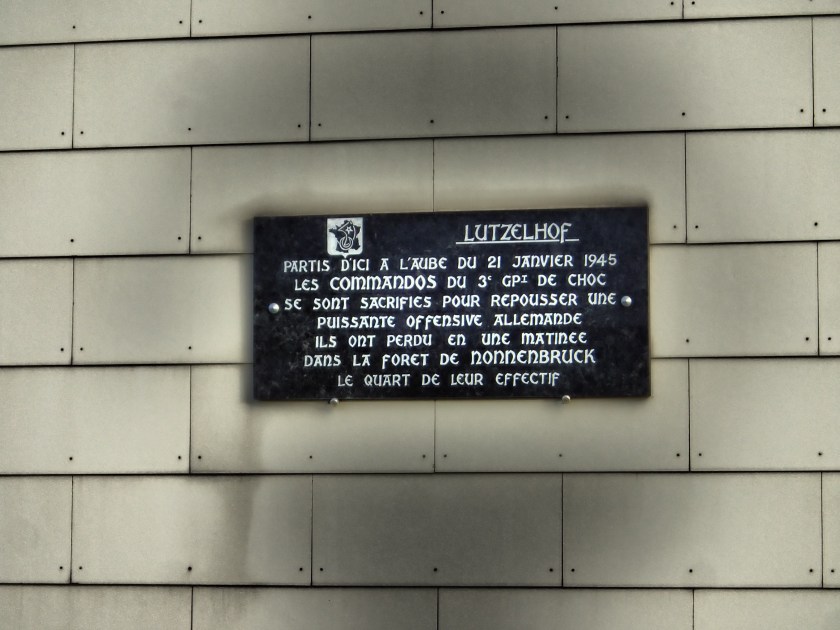 LUTZELHOF
PARTIS D'ICI A L'AUBE DU 21 JANVIER 1945
LES COMMANDOS DU 3e GPT DE CHOC
SE SONT SACRIFIES POUR REPOUSSER UNE
PUISSANTE OFFENSIVE ALLEMANDE
ILS ONT PERDU EN UNE MATINEE
DANS LA FORET DE NONNENBRUCK
LE QUART DE LEUR EFFECTIF